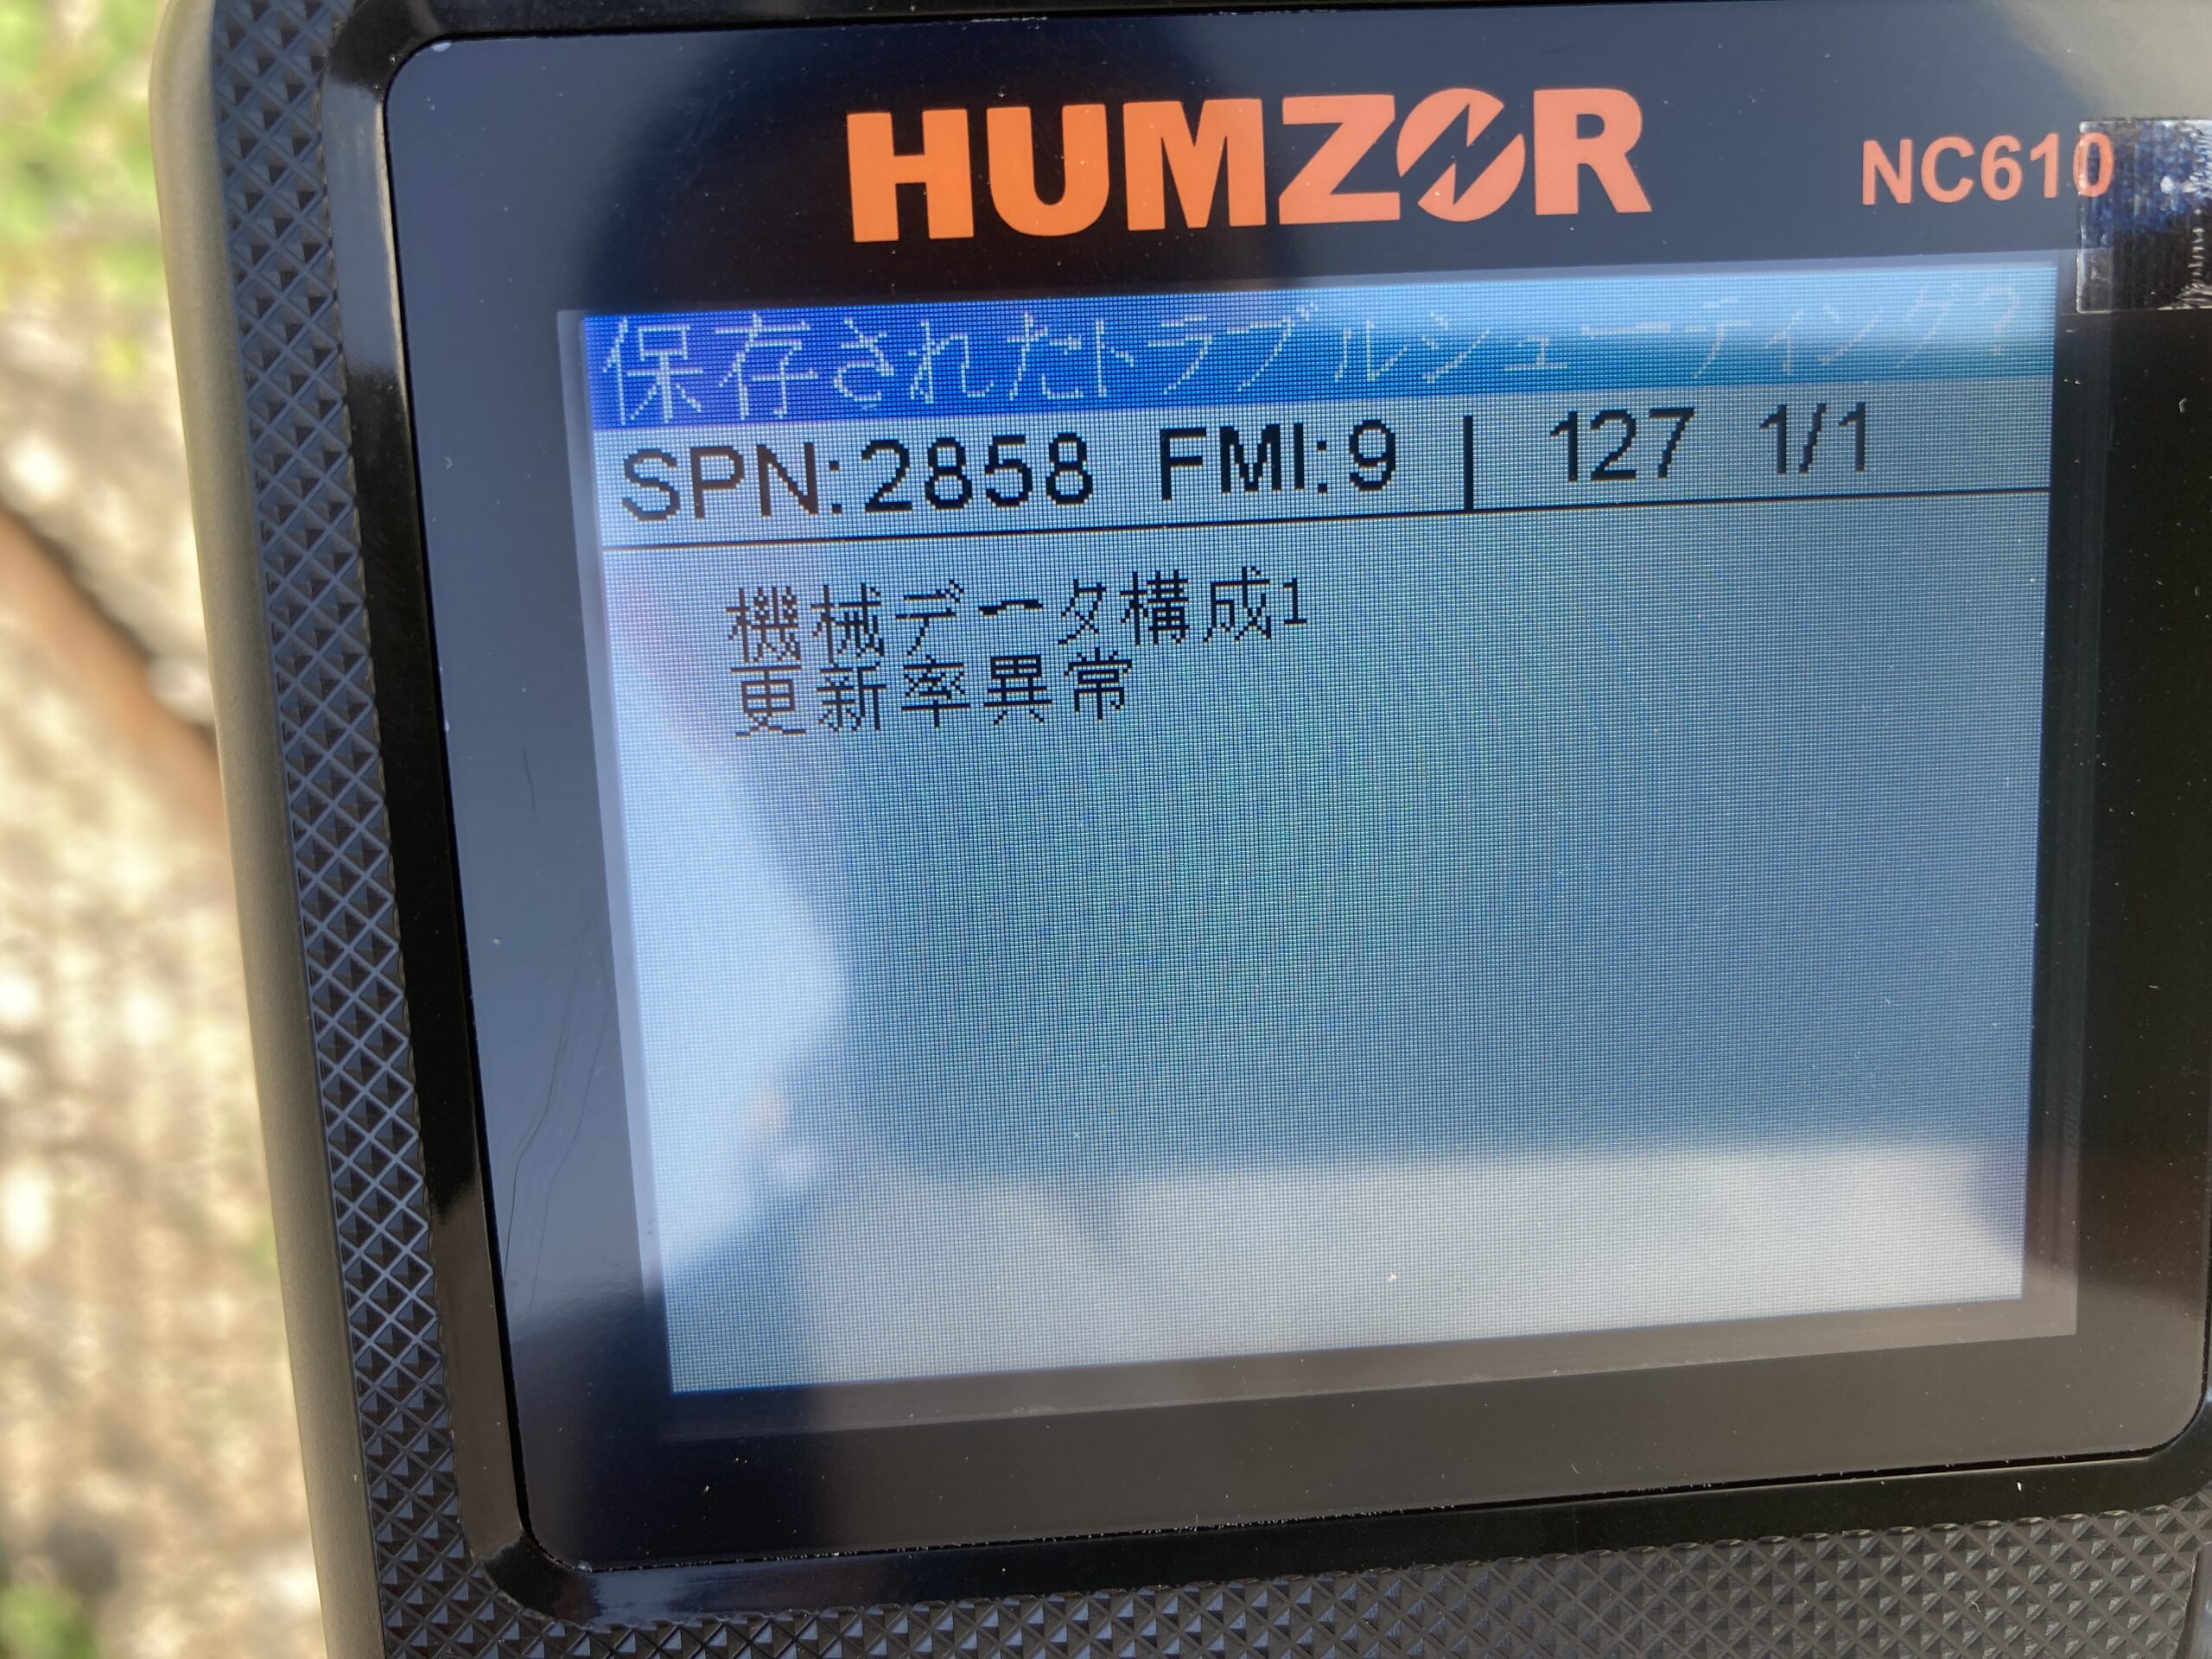 HUMZOR
NC610
保存されたトラブルシューティング?
SPN:2858 FMI:9 | 127 1/1
機械データ構成1
更新率異常